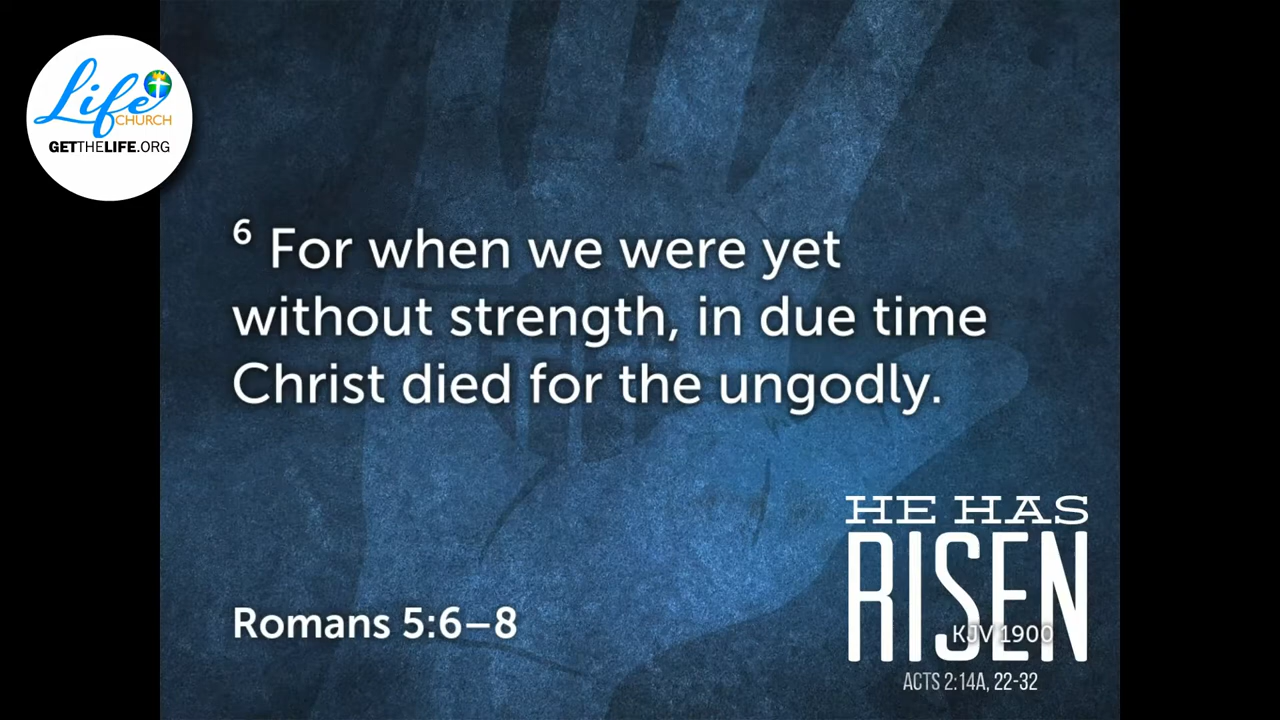 Life
CHURCH
GETTHELIFE.ORG
6 For when we were yet
without strength, in due time
Christ died for the ungodly.
Romans 5:6–8
HE HAS
RISEN
KJV 1900
ACTS 2:14A, 22-32